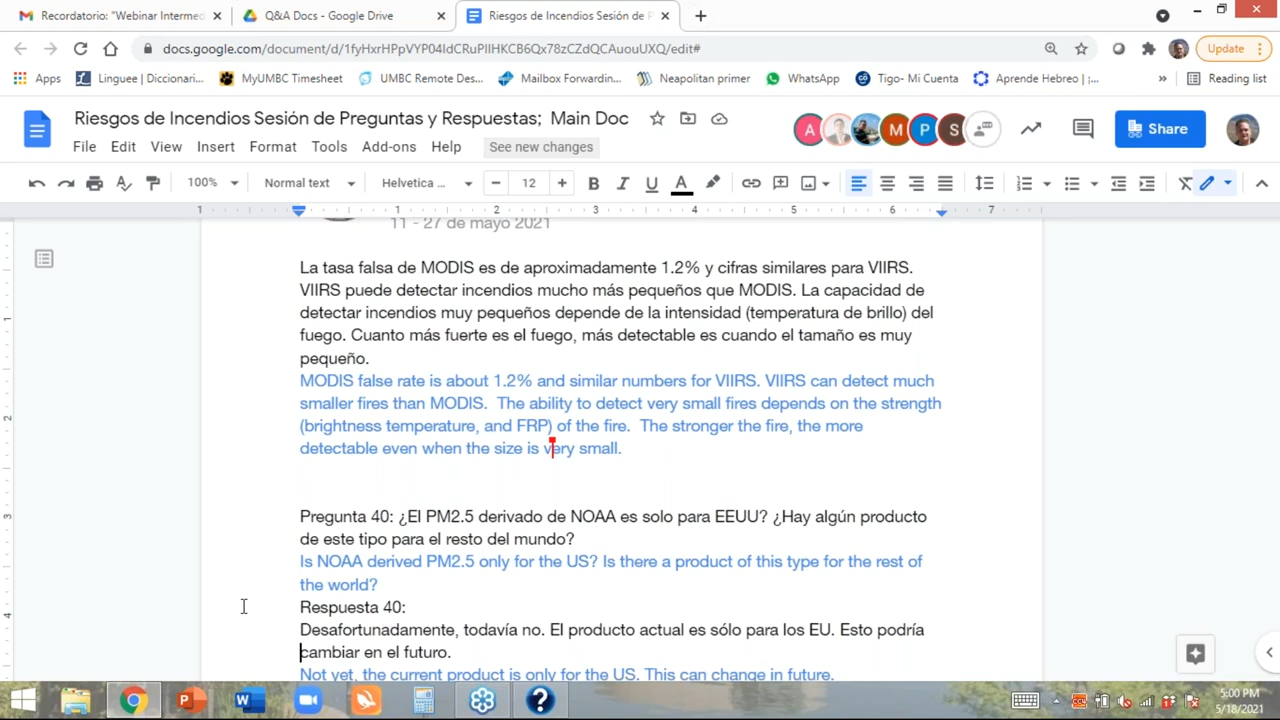 Recordatorio: "Webinar Intermed
Q&A Docs - Google Drive
Riesgos de Incendios Sesión de P
docs.google.com/document/d/1fyHxrHPpVYP04IdCRuPIIHKCB6Qx78zCZdQCAuouUXQ/edit#
Update
Apps
Linguee | Diccionari...
MyUMBC Timesheet
UMBC Remote Des...
Mailbox Forwardin...
Neapolitan primer
WhatsApp
Tigo- Mi Cuenta
Aprende Hebreo | ¡...
»
Reading list
Riesgos de Incendios Sesión de Preguntas y Respuestas; Main Doc
A M P S
Share
File Edit View Insert Format Tools Add-ons Help See new changes
100% Normal text Helvetica ... 12 B I U A
1 1 2 3 4 5 6 7
11 - 27 de mayo 2021
La tasa falsa de MODIS es de aproximadamente 1.2% y cifras similares para VIIRS.
VIIRS puede detectar incendios mucho más pequeños que MODIS. La capacidad de
detectar incendios muy pequeños depende de la intensidad (temperatura de brillo) del
fuego. Cuanto más fuerte es el fuego, más detectable es cuando el tamaño es muy
pequeño.
MODIS false rate is about 1.2% and similar numbers for VIIRS. VIIRS can detect much
smaller fires than MODIS. The ability to detect very small fires depends on the strength
(brightness temperature, and FRP) of the fire. The stronger the fire, the more
detectable even when the size is very small.
Pregunta 40: ¿El PM2.5 derivado de NOAA es solo para EEUU? ¿Hay algún producto
de este tipo para el resto del mundo?
Is NOAA derived PM2.5 only for the US? Is there a product of this type for the rest of
the world?
Respuesta 40:
Desafortunadamente, todavía no. El producto actual es sólo para los EU. Esto podría
cambiar en el futuro.
Not yet, the current product is only for the US. This can change in future.
1
2
3
4
5:00 PM
5/18/2021